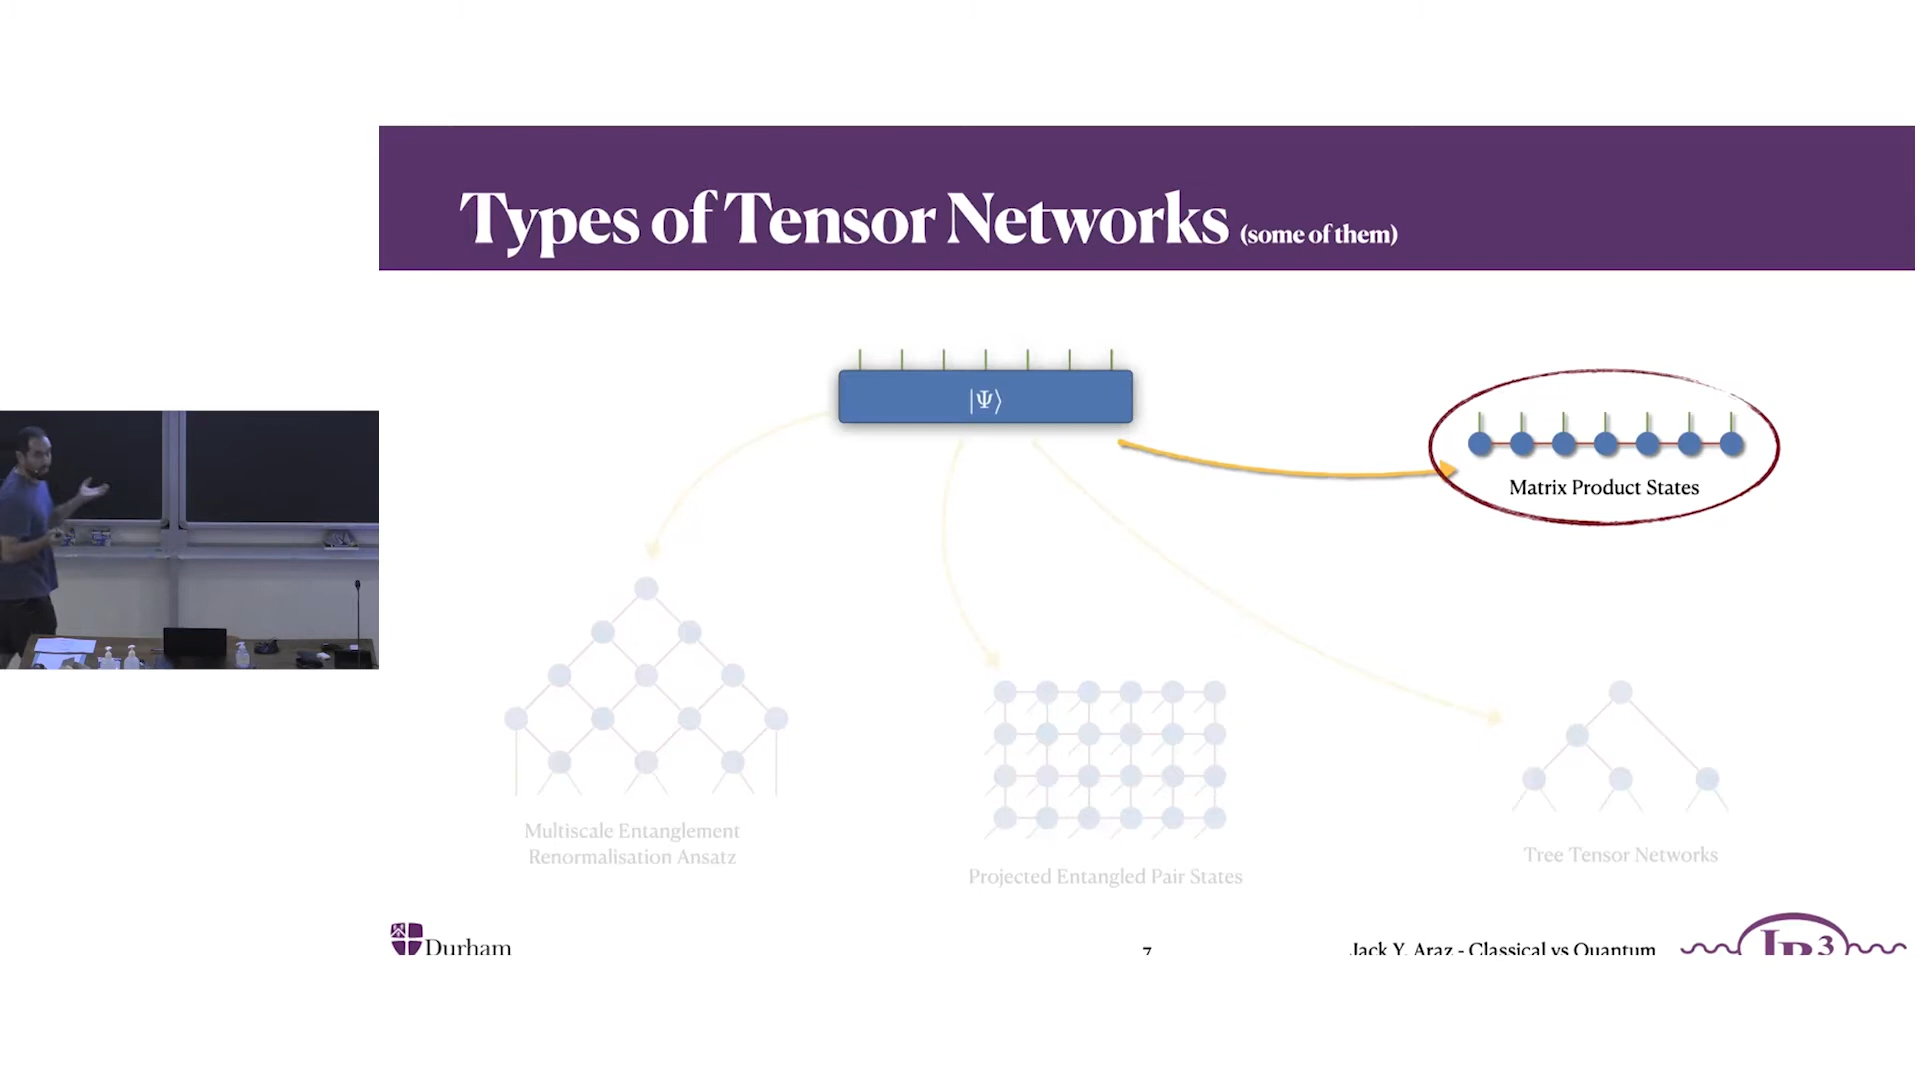 Types of Tensor Networks (some of them)
|Ψ⟩
Matrix Product States
Multiscale Entanglement
Renormalisation Ansatz
Projected Entangled Pair States
Tree Tensor Networks
Durham
7
Jack Y. Araz - Classical vs Quantum
IP3